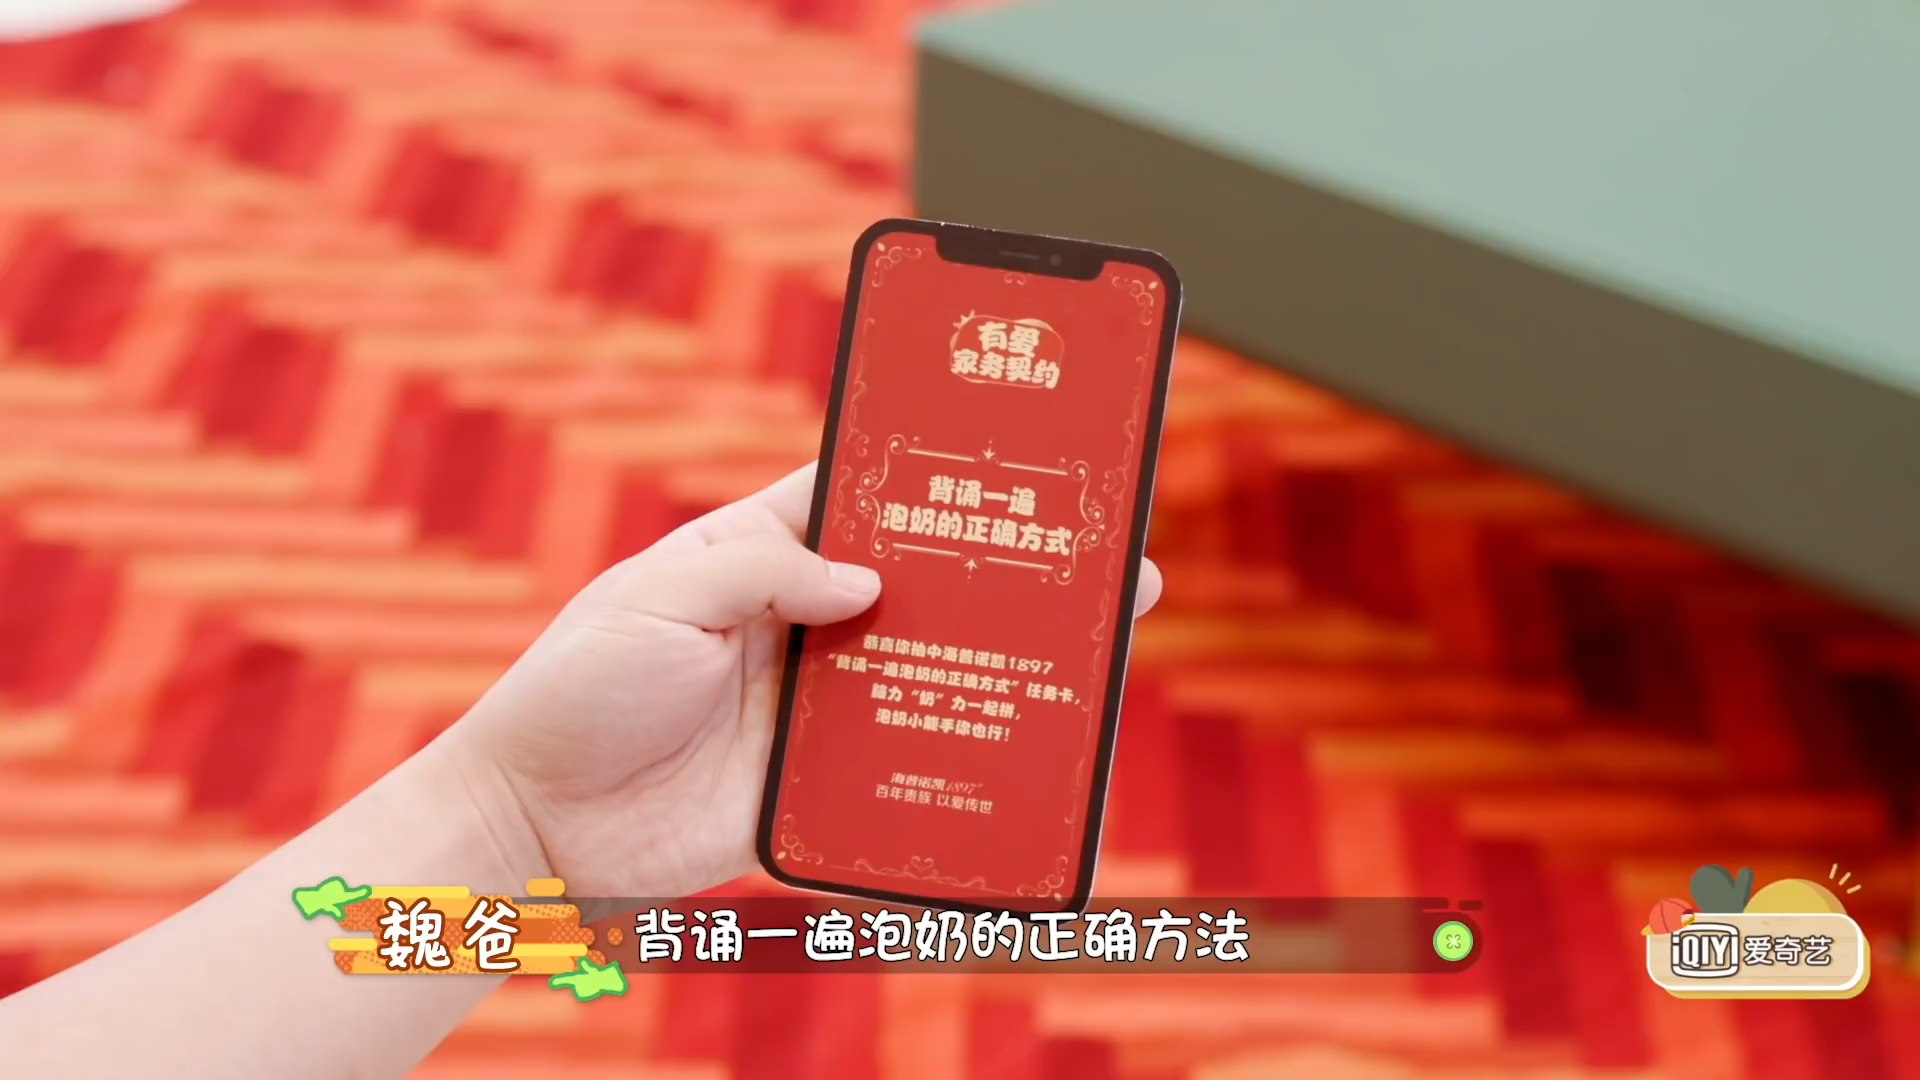 有爱
家务契约
背诵一遍
泡奶的正确方式
恭喜你抽中海普诺凯1897
“背诵一遍泡奶的正确方式”任务卡，
脑力“奶”力一起拼，
泡奶小能手你也行！
海普诺凯1897
百年贵族 以爱传世
魏爸
背诵一遍泡奶的正确方法
iQIYI 爱奇艺